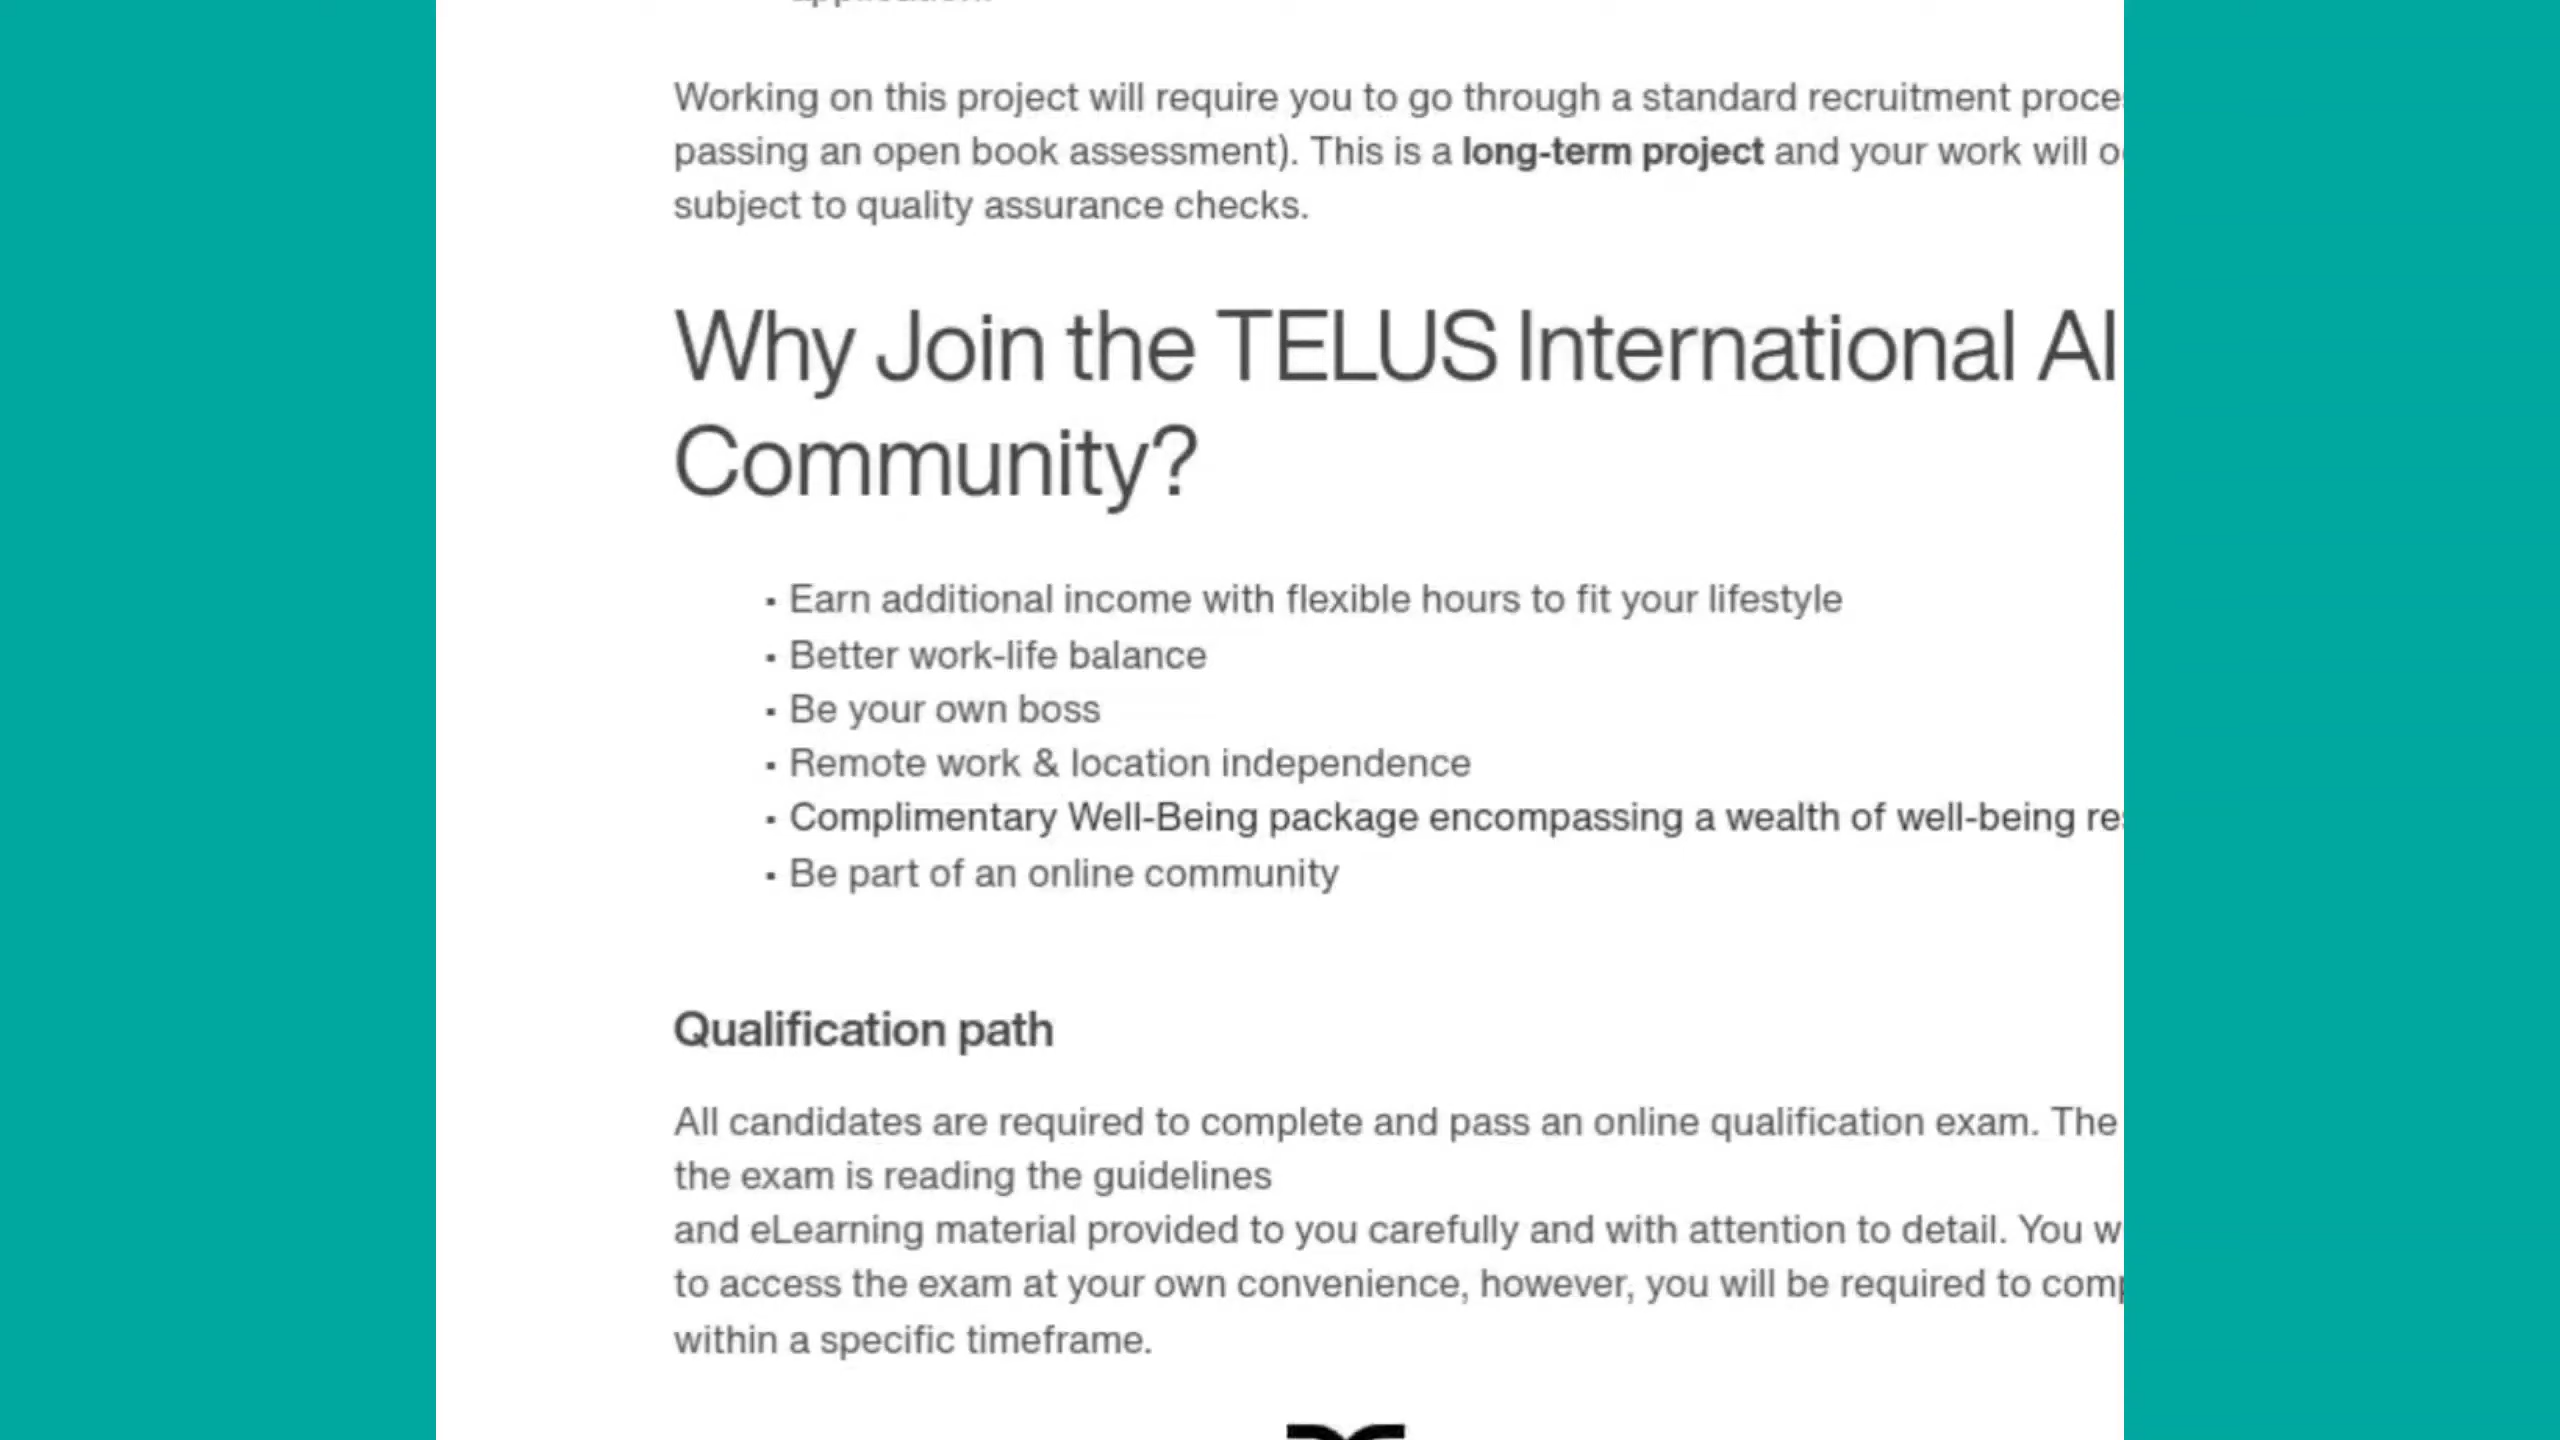 Working on this project will require you to go through a standard recruitment
passing an open book assessment). This is a long-term project and your work will
subject to quality assurance checks.
Why Join the TELUS International AI
Community?
• Earn additional income with flexible hours to fit your lifestyle
• Better work-life balance
• Be your own boss
• Remote work & location independence
• Complimentary Well-Being package encompassing a wealth of well-being
• Be part of an online community
Qualification path
All candidates are required to complete and pass an online qualification exam. The
the exam is reading the guidelines
and eLearning material provided to you carefully and with attention to detail. You
to access the exam at your own convenience, however, you will be required to
within a specific timeframe.